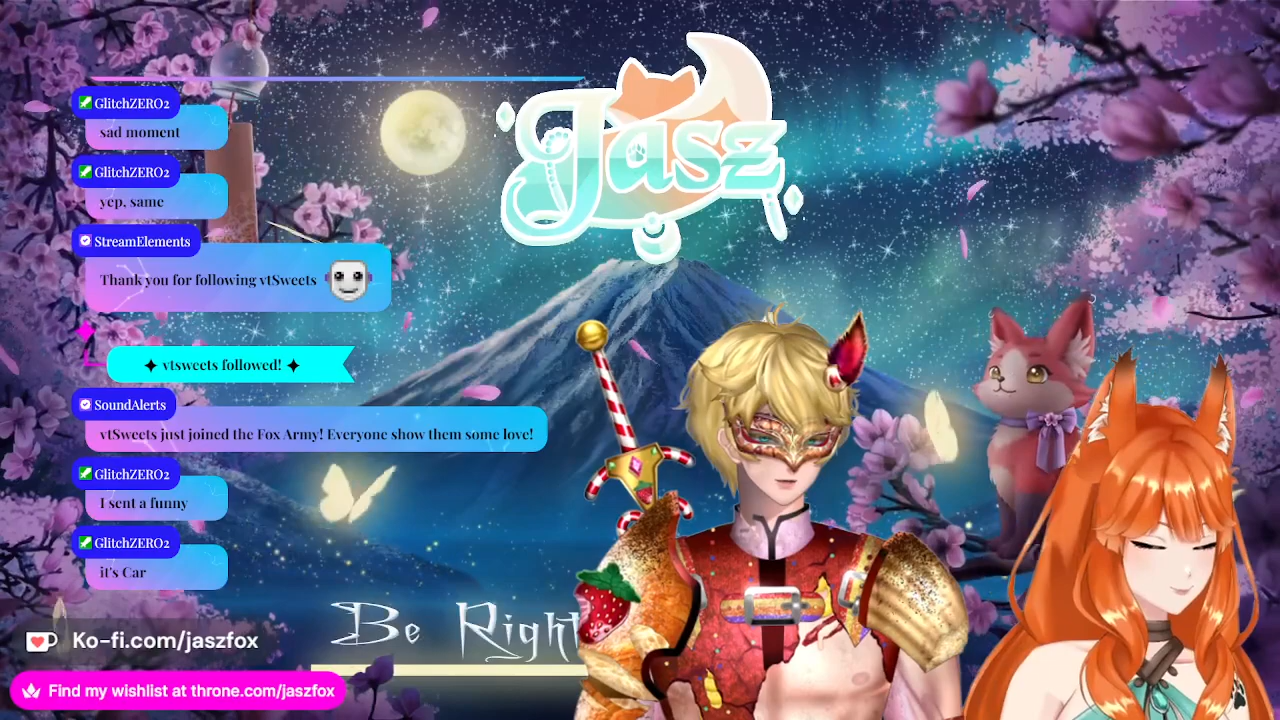 Jasz
GlitchZERO2
sad moment
GlitchZERO2
yep, same
StreamElements
Thank you for following vtSweets
✦ vtsweets followed! ✦
SoundAlerts
vtSweets just joined the Fox Army! Everyone show them some love!
GlitchZERO2
I sent a funny
GlitchZERO2
it's Car
Be Right
Ko-fi.com/jaszfox
Find my wishlist at throne.com/jaszfox